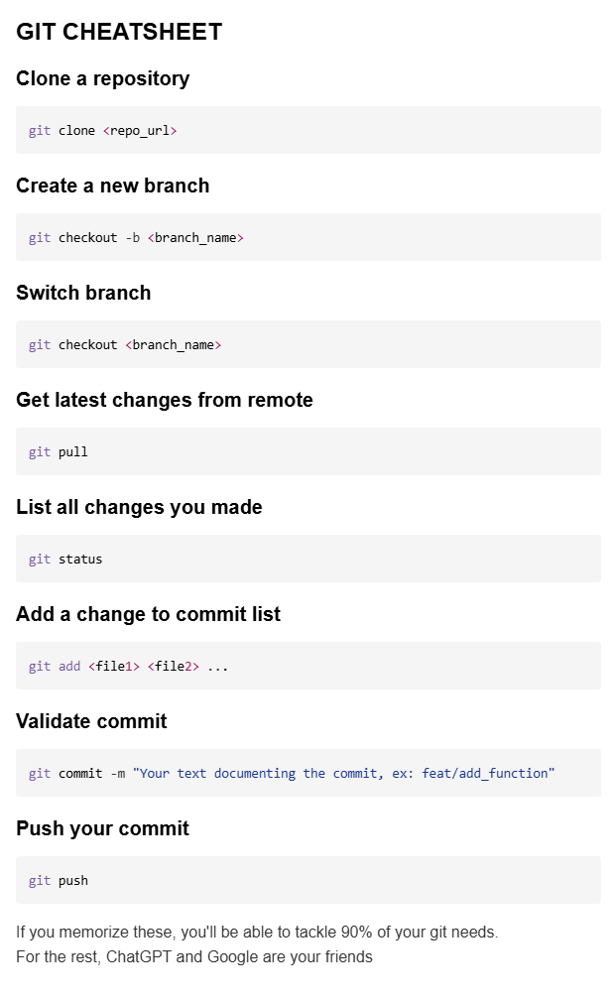 GIT CHEATSHEET
Clone a repository
git clone <repo_url>
Create a new branch
git checkout -b <branch_name>
Switch branch
git checkout <branch_name>
Get latest changes from remote
git pull
List all changes you made
git status
Add a change to commit list
git add <file1> <file2> ...
Validate commit
git commit -m "Your text documenting the commit, ex: feat/add_function"
Push your commit
git push
If you memorize these, you'll be able to tackle 90% of your git needs.
For the rest, ChatGPT and Google are your friends